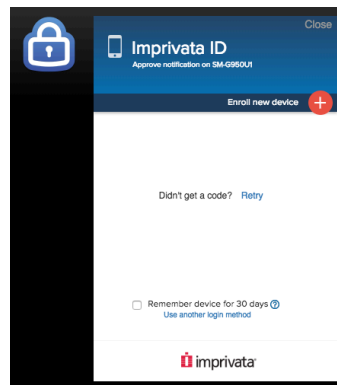 Close
Imprivata ID
Approve notification on SM-G950U1
Enroll new device
Didn't get a code? Retry
Remember device for 30 days ?
Use another login method
imprivata